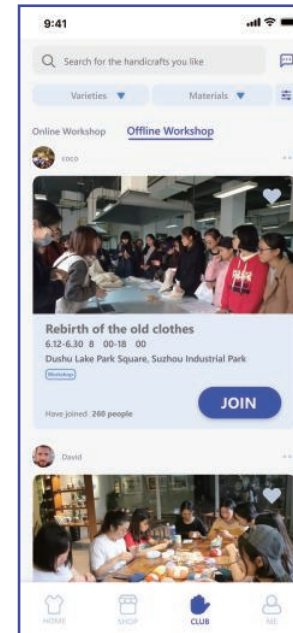 9:41
Search for the handicrafts you like
Varieties
Materials
Online Workshop
Offline Workshop
coco
Rebirth of the old clothes
6.12-6.30 8 00-18 00
Dushu Lake Park Square, Suzhou Industrial Park
Workshop
Have joined 260 people
JOIN
David
HOME
SHOP
CLUB
ME